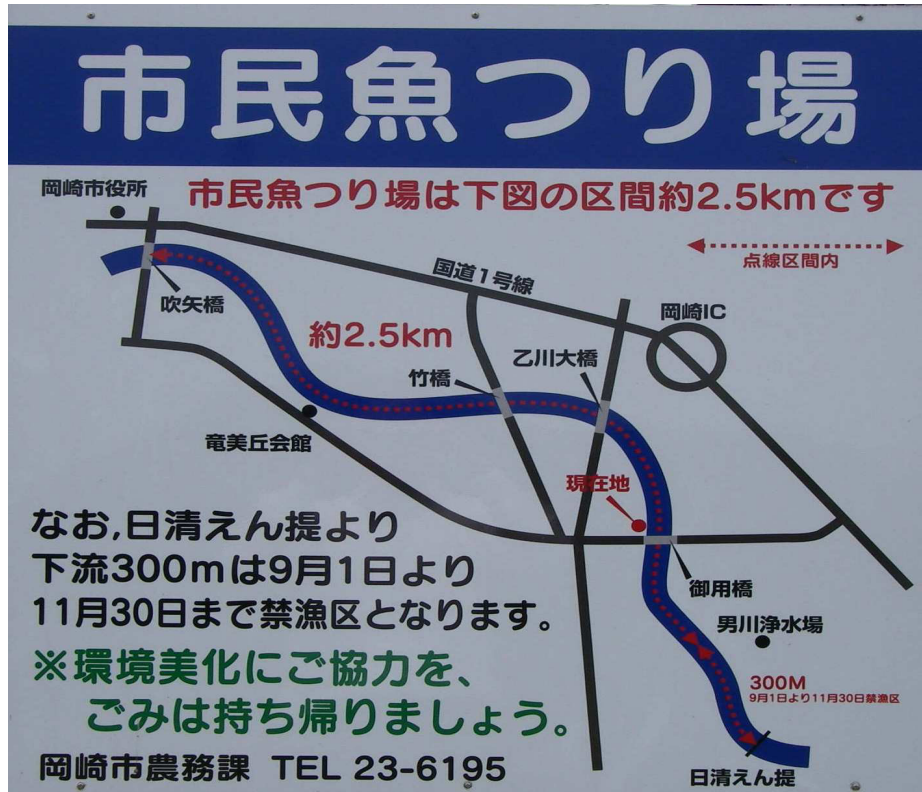 市民魚つり場
岡崎市役所
市民魚つり場は下図の区間約2.5kmです
点線区間内
国道1号線
吹矢橋
岡崎IC
約2.5km
乙川大橋
竹橋
竜美丘会館
現在地
なお,日清えん提より
下流300mは9月1日より
11月30日まで禁漁区となります。
御用橋
男川浄水場
※環境美化にご協力を、
ごみは持ち帰りましょう。
300M
9月1日より11月30日禁漁区
岡崎市農務課 TEL 23-6195
日清えん提